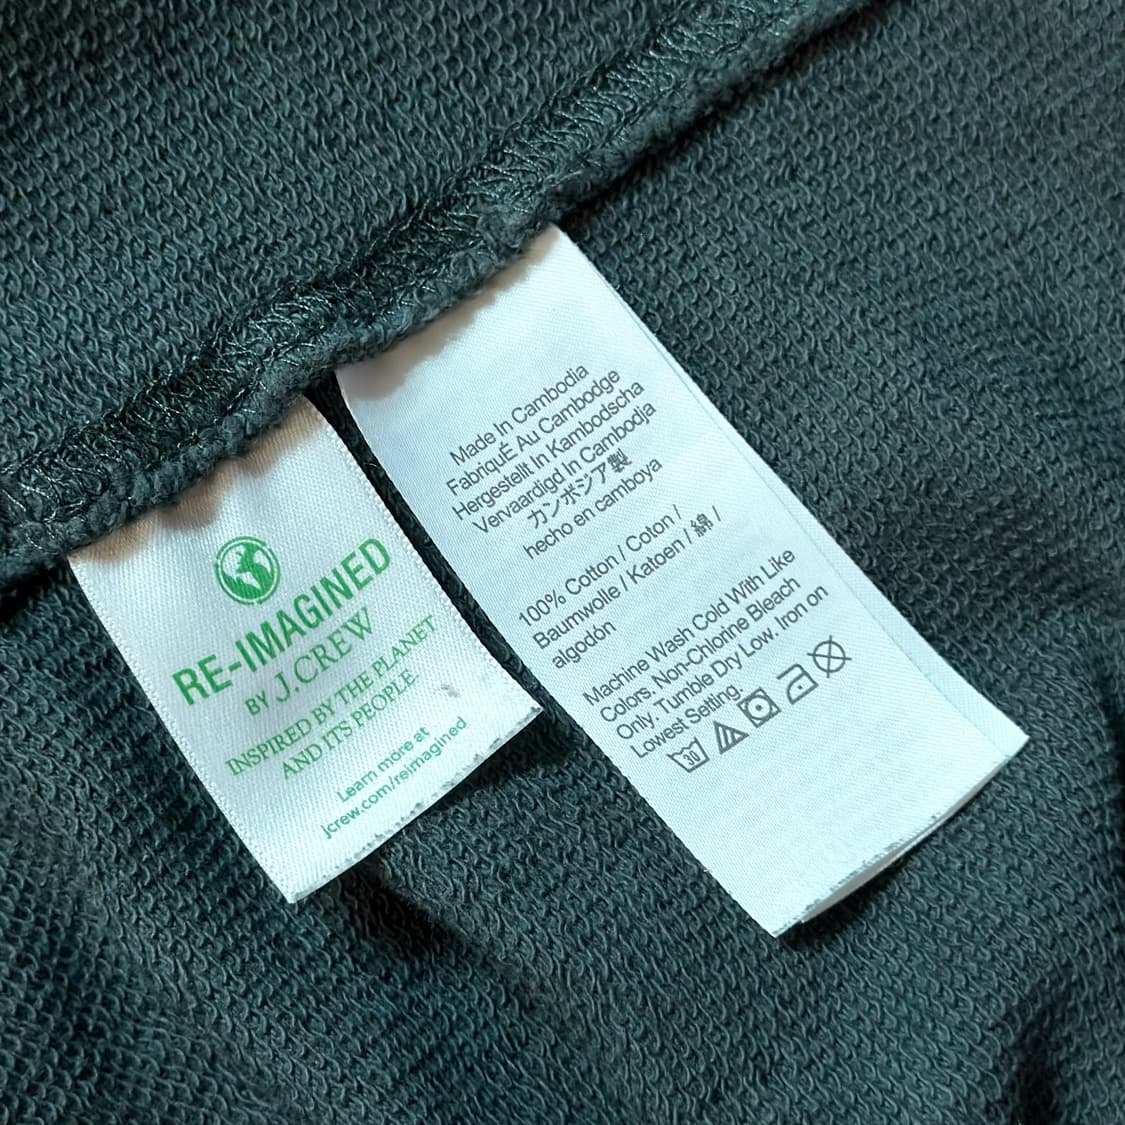 RE-IMAGINED
BY J.CREW
INSPIRED BY THE PLANET
AND ITS PEOPLE.
Learn more at
jcrew.com/reimagined
Made In Cambodia
FabriquÉ Au Cambodge
Hergestellt In Kambodscha
Vervaardigd In Cambodja
カンボジア製
hecho en camboya
100% Cotton / Coton /
Baumwolle / Katoen / 綿 /
algodón
Machine Wash Cold With Like
Colors. Non-Chlorine Bleach
Only. Tumble Dry Low. Iron on
Lowest Setting.
30